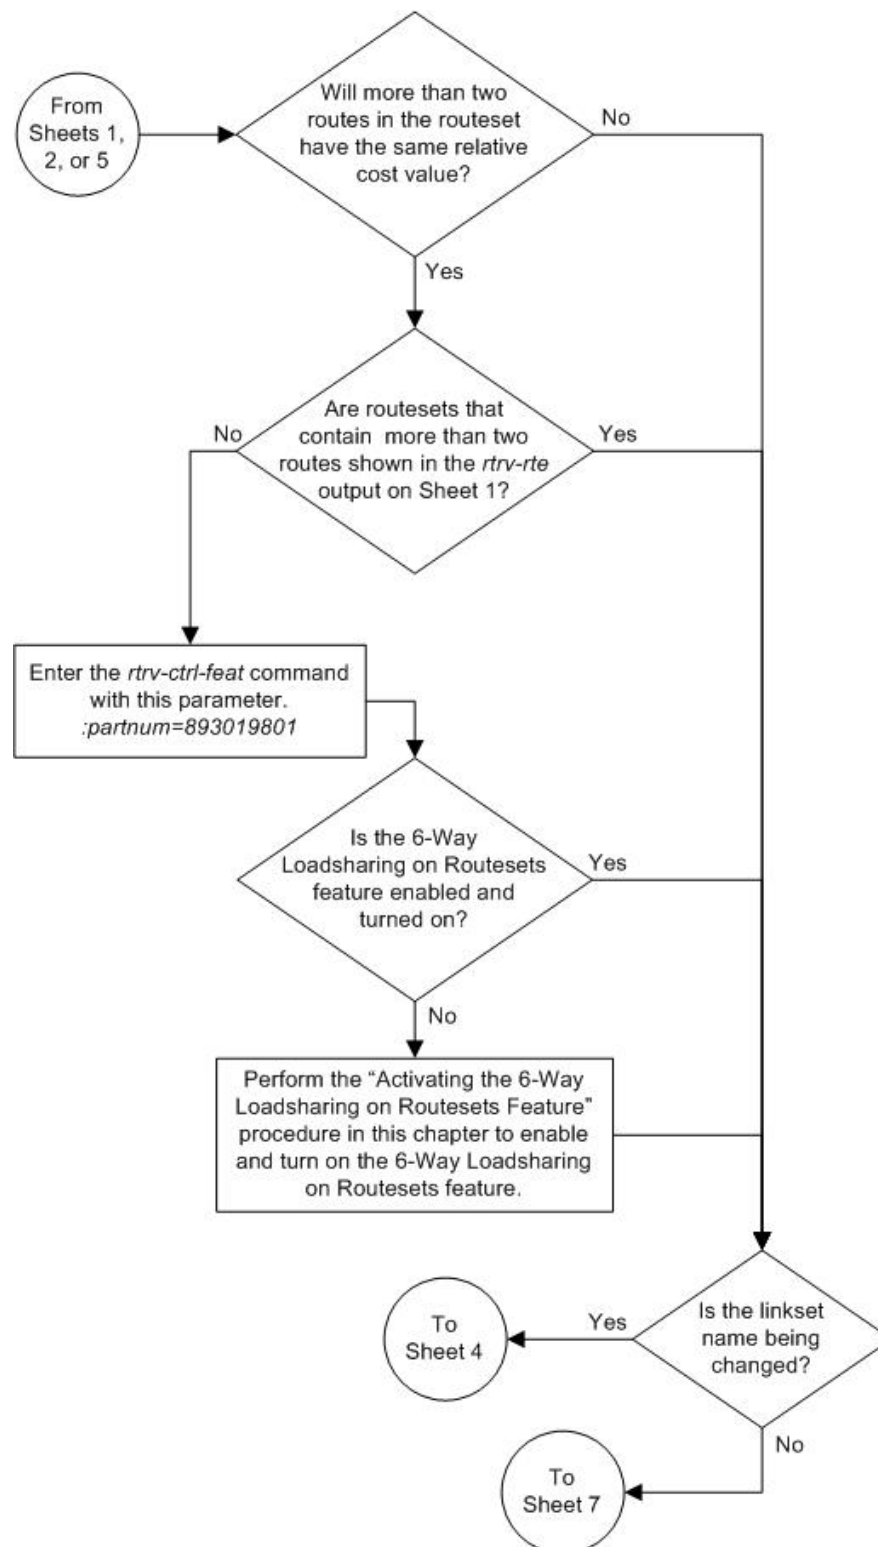 From
Sheets 1,
2, or 5
Will more than two
routes in the routeset
have the same relative
cost value?
No
Yes
Are routesets that
contain more than two
routes shown in the rtrv-rte
output on Sheet 1?
No
Yes
Enter the rtrv-ctrl-feat command
with this parameter.
:partnum=893019801
Is the 6-Way
Loadsharing on Routesets
feature enabled and
turned on?
Yes
No
Perform the “Activating the 6-Way
Loadsharing on Routesets Feature”
procedure in this chapter to enable
and turn on the 6-Way Loadsharing
on Routesets feature.
Is the linkset
name being
changed?
Yes
To
Sheet 4
No
To
Sheet 7